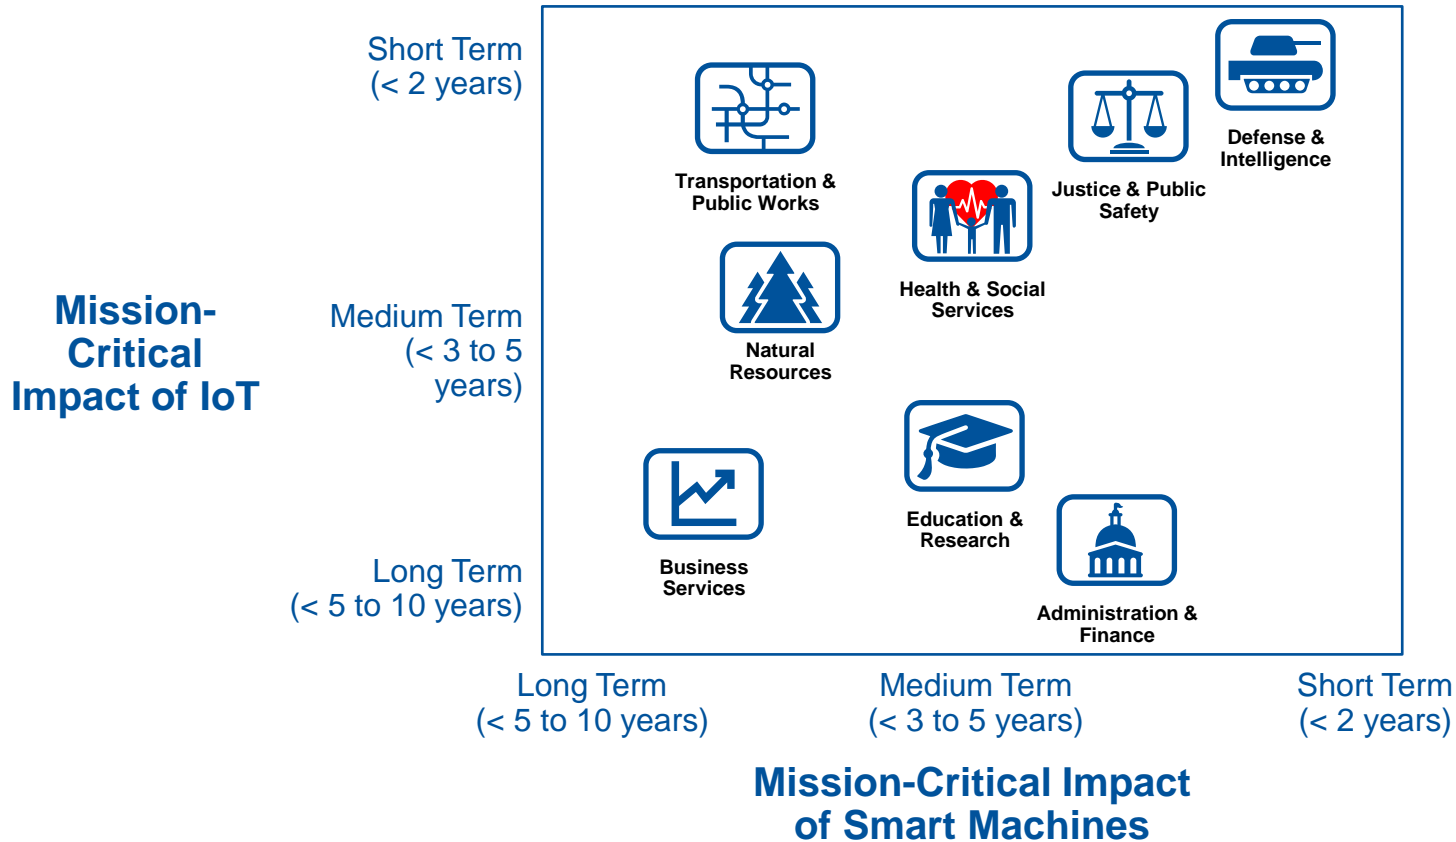 Short Term
(< 2 years)
Defense &
Intelligence
Transportation &
Public Works
Justice & Public
Safety
Health & Social
Services
Mission-
Critical
Impact of IoT
Medium Term
(< 3 to 5
years)
Natural
Resources
Education &
Research
Business
Services
Long Term
(< 5 to 10 years)
Administration &
Finance
Long Term
(< 5 to 10 years)
Medium Term
(< 3 to 5 years)
Short Term
(< 2 years)
Mission-Critical Impact
of Smart Machines